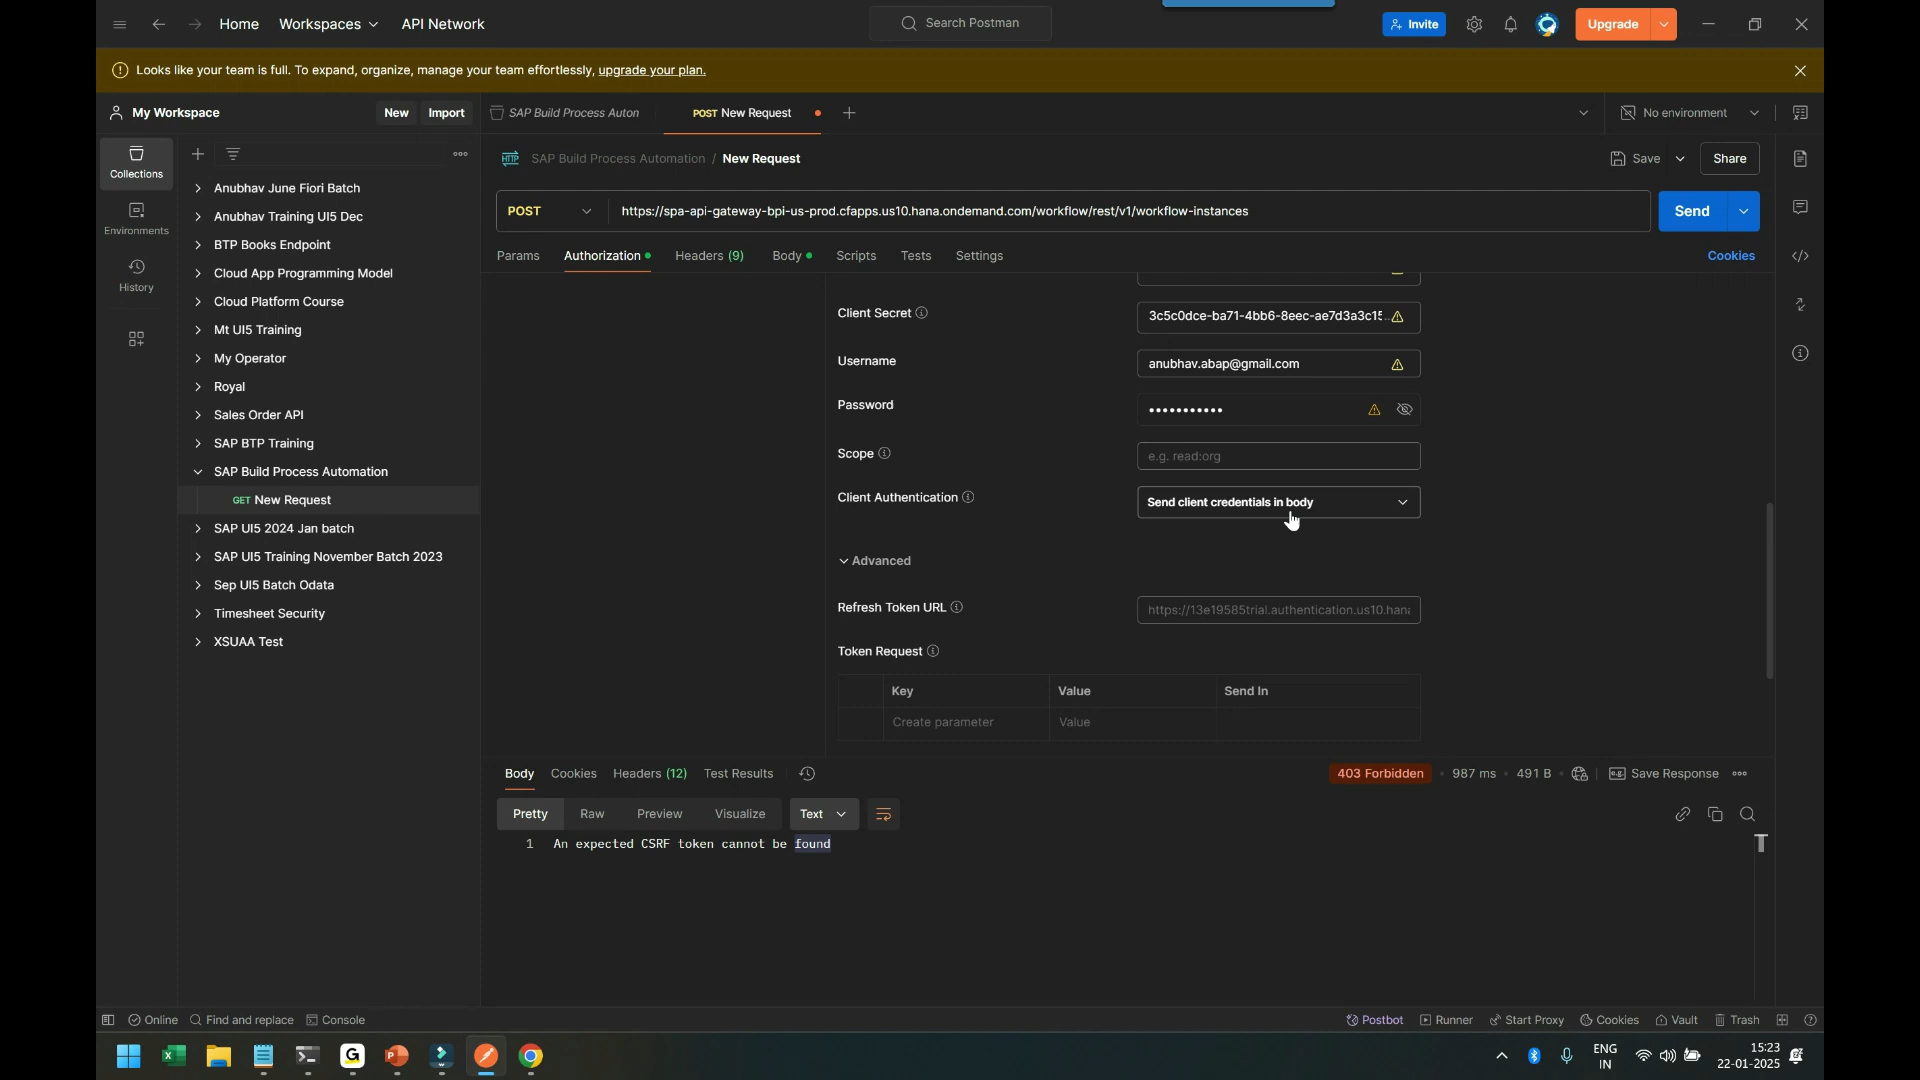 Home
Workspaces
API Network
Search Postman
Invite
Upgrade
Looks like your team is full. To expand, organize, manage your team effortlessly, upgrade your plan.
My Workspace
New
Import
SAP Build Process Auton
POST New Request
No environment
Collections
Environments
History
Anubhav June Fiori Batch
Anubhav Training UI5 Dec
BTP Books Endpoint
Cloud App Programming Model
Cloud Platform Course
Mt UI5 Training
My Operator
Royal
Sales Order API
SAP BTP Training
SAP Build Process Automation
GET New Request
SAP UI5 2024 Jan batch
SAP UI5 Training November Batch 2023
Sep UI5 Batch Odata
Timesheet Security
XSUAA Test
HTTP SAP Build Process Automation / New Request
Save
Share
POST
https://spa-api-gateway-bpi-us-prod.cfapps.us10.hana.ondemand.com/workflow/rest/v1/workflow-instances
Send
Params
Authorization
Headers (9)
Body
Scripts
Tests
Settings
Cookies
Client Secret
3c5c0dce-ba71-4bb6-8eec-ae7d3a3c15
Username
anubhav.abap@gmail.com
Password
Scope
e.g. read:org
Client Authentication
Send client credentials in body
Advanced
Refresh Token URL
https://13e19585trial.authentication.us10.hana
Token Request
Key
Value
Send In
Create parameter
Value
Body
Cookies
Headers (12)
Test Results
403 Forbidden
987 ms
491 B
Save Response
Pretty
Raw
Preview
Visualize
Text
1 An expected CSRF token cannot be found
Online
Find and replace
Console
Postbot
Runner
Start Proxy
Cookies
Vault
Trash
ENG
IN
15:23
22-01-2025